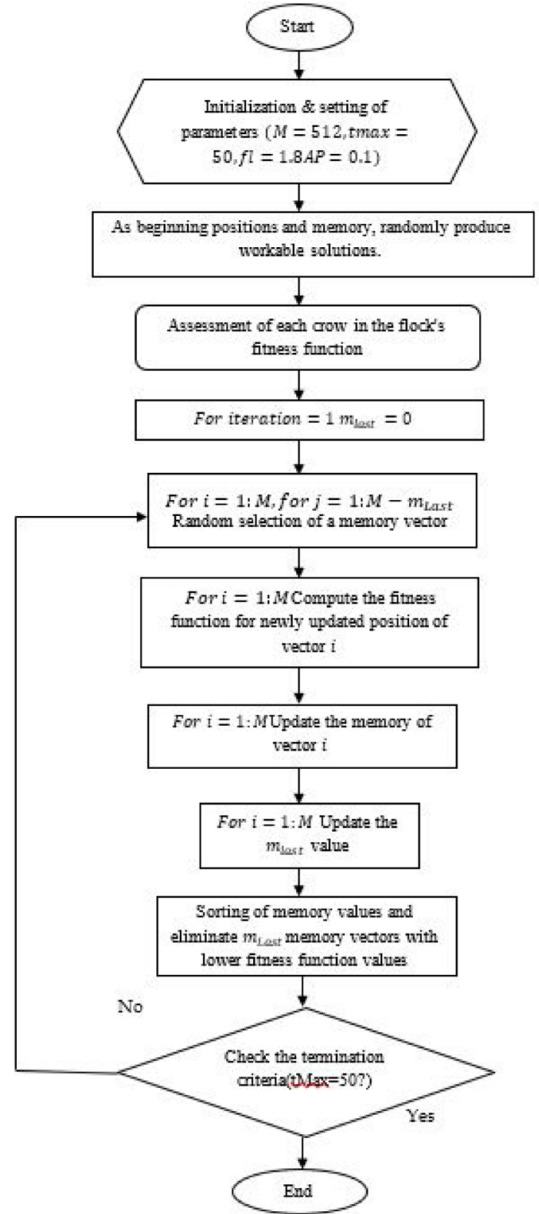 Start
Initialization & setting of
parameters (M = 512,tmax =
50,fl = 1.8AP = 0.1)
As beginning positions and memory, randomly produce
workable solutions.
Assessment of each crow in the flock's
fitness function
For iteration = 1 m_last = 0
For i = 1: M, for j = 1: M − m_Last
Random selection of a memory vector
For i = 1: MCompute the fitness
function for newly updated position of
vector i
For i = 1: MUpdate the memory of
vector i
For i = 1: M Update the
m_last value
Sorting of memory values and
eliminate m_Last memory vectors with
lower fitness function values
No
Check the termination
criteria(tMax=50?)
Yes
End